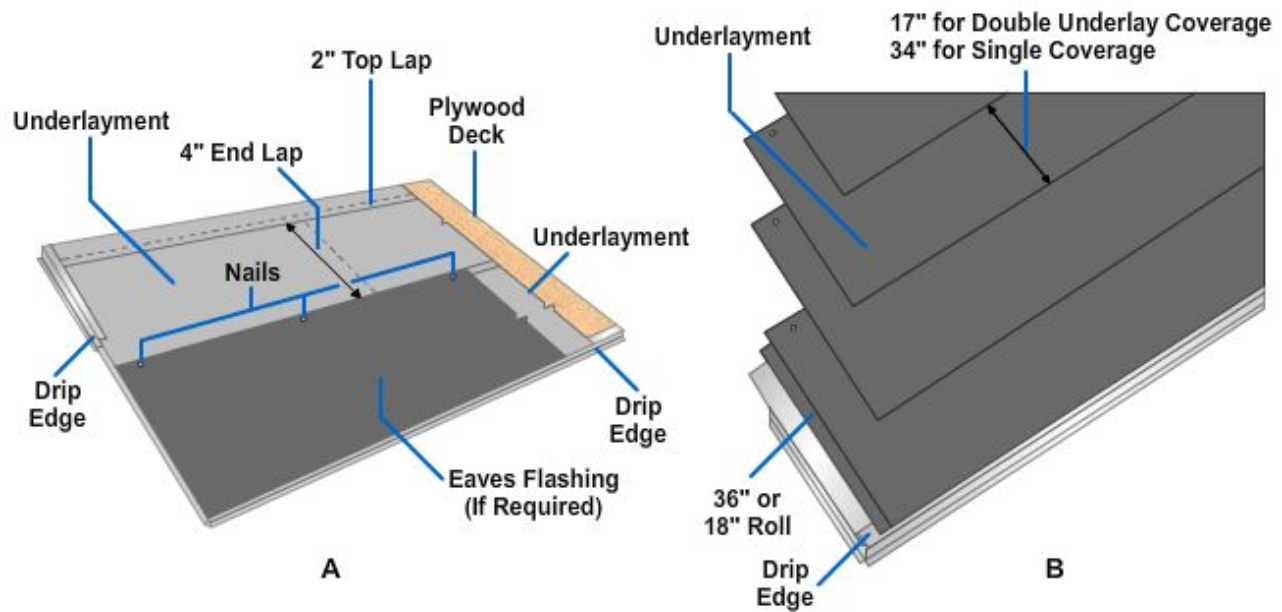 2" Top Lap
Underlayment
4" End Lap
Plywood
Deck
Underlayment
Nails
Drip
Edge
Drip
Edge
Eaves Flashing
(If Required)
A
Underlayment
17" for Double Underlay Coverage
34" for Single Coverage
36" or
18" Roll
Drip
Edge
B